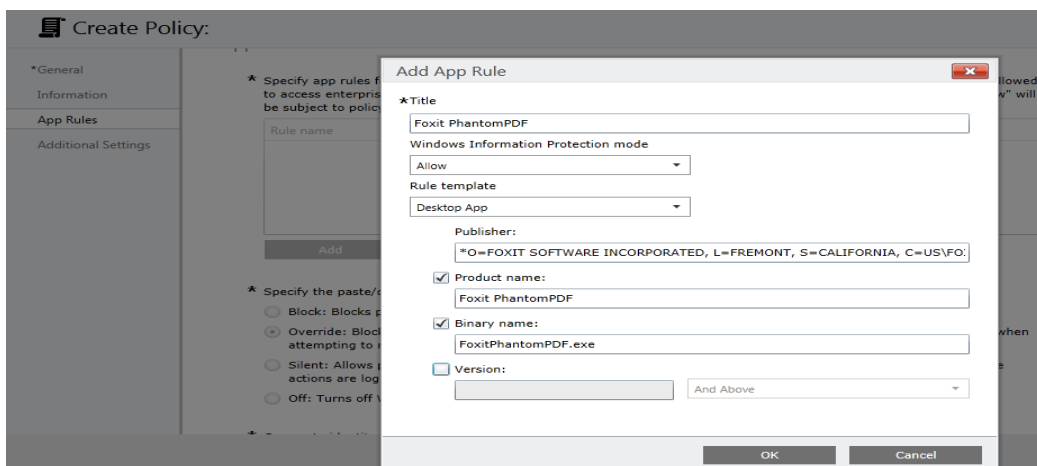 Create Policy:
*General
Information
App Rules
Additional Settings
* Specify app rules f
to access enterpris
be subject to policy
Rule name
Add
* Specify the paste/
Block: Blocks p
Override: Block
attempting to
Silent: Allows p
actions are log
Off: Turns off
llowed
w" will
when
e
Add App Rule
*Title
Foxit PhantomPDF
Windows Information Protection mode
Allow
Rule template
Desktop App
Publisher:
*O=FOXIT SOFTWARE INCORPORATED, L=FREMONT, S=CALIFORNIA, C=US\FO
Product name:
Foxit PhantomPDF
Binary name:
FoxitPhantomPDF.exe
Version:
And Above
OK Cancel